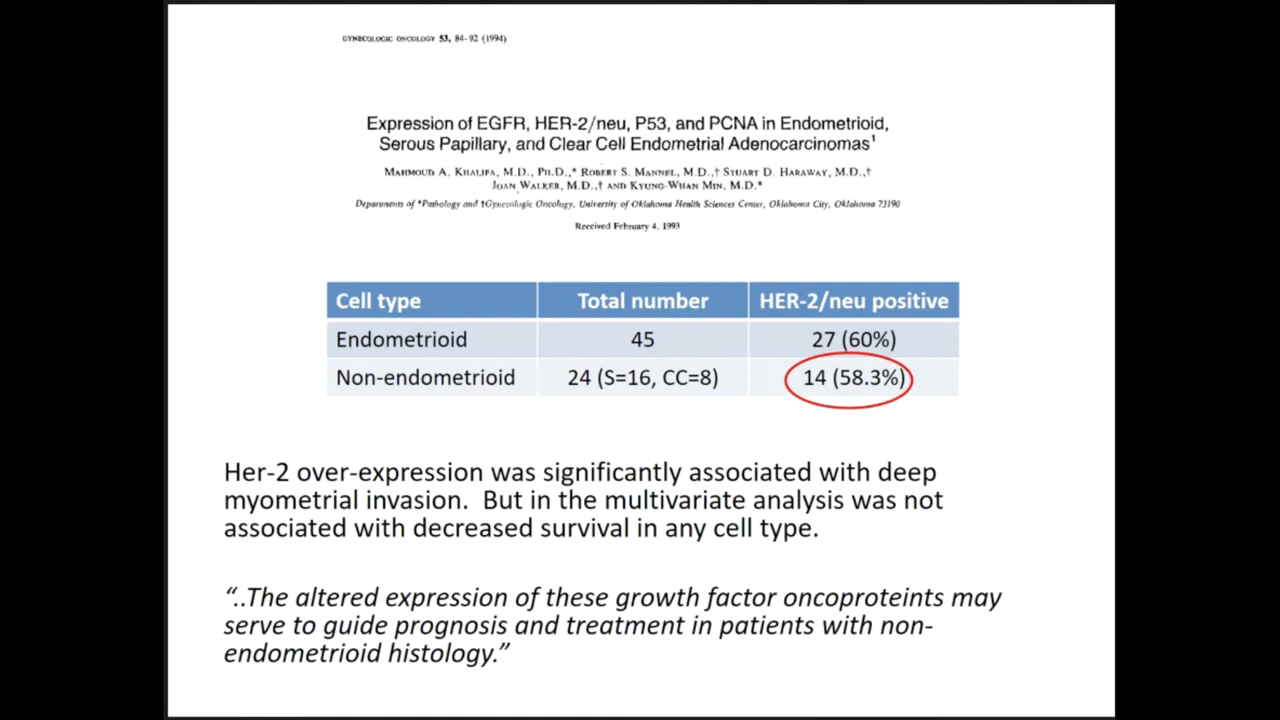 GYNECOLOGIC ONCOLOGY 53, 84–92 (1994)
Expression of EGFR, HER-2/neu, P53, and PCNA in Endometrioid,
Serous Papillary, and Clear Cell Endometrial Adenocarcinomas¹
MAHMOUD A. KHALIFA, M.D., PH.D.,* ROBERT S. MANNEL, M.D.,† STUART D. HARAWAY, M.D.,†
JOAN WALKER, M.D.,† AND KYUNG-WHAN MIN, M.D.*
Departments of *Pathology and †Gynecologic Oncology, University of Oklahoma Health Sciences Center, Oklahoma City, Oklahoma 73190
Received February 4, 1993
Cell type Total number HER-2/neu positive
Endometrioid 45 27 (60%)
Non-endometrioid 24 (S=16, CC=8) 14 (58.3%)
Her-2 over-expression was significantly associated with deep
myometrial invasion.  But in the multivariate analysis was not
associated with decreased survival in any cell type.
“..The altered expression of these growth factor oncoproteints may
serve to guide prognosis and treatment in patients with non-
endometrioid histology.”